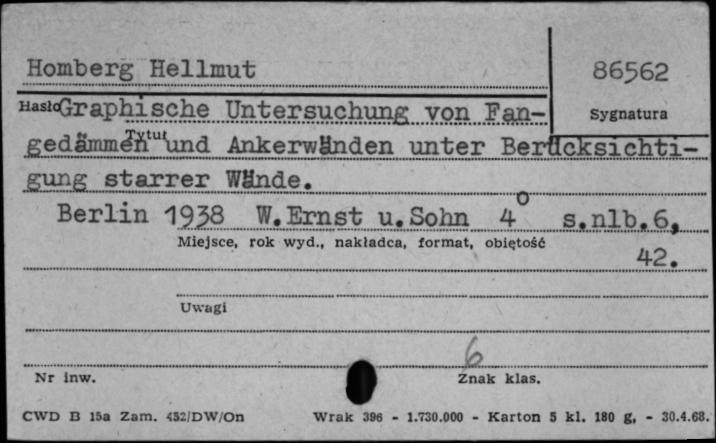 Homberg Hellmut 86562
Hasło Graphische Untersuchung von Fan- Sygnatura
gedämmen Tytuł und Ankerwänden unter Berücksichti-
gung starrer Wände.
Berlin 1938 W.Ernst u.Sohn 4° s.nlb.6,
Miejsce, rok wyd., nakładca, format, objętość
42.
Uwagi
6
Nr inw. Znak klas.
CWD B 15a Zam. 452/DW/On Wrak 396 - 1.730.000 - Karton 5 kl. 180 g, - 30.4.68.